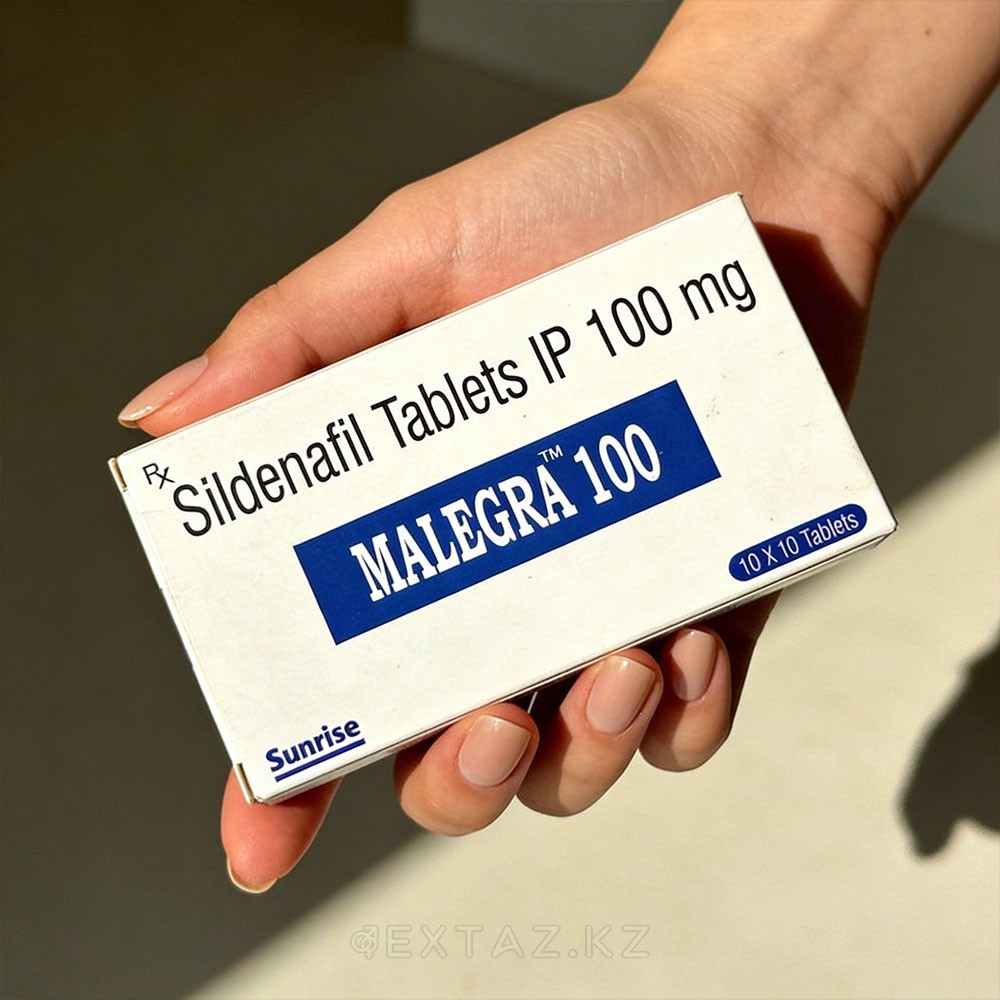 Rx
Sildenafil Tablets IP 100 mg
MALEGRA™ 100
10 X 10 Tablets
Sunrise
EXTAZ.KZ